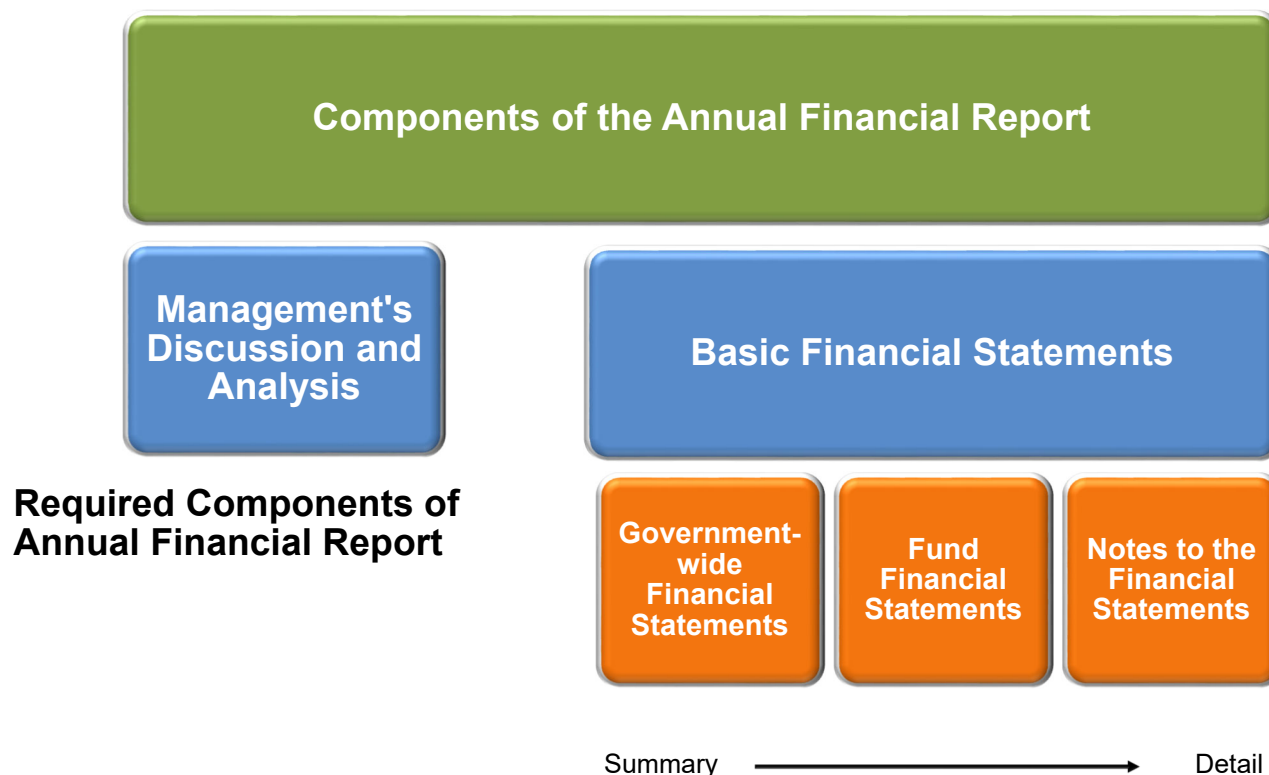 Components of the Annual Financial Report
Management's
Discussion and
Analysis
Basic Financial Statements
Required Components of
Annual Financial Report
Government-
wide
Financial
Statements
Fund
Financial
Statements
Notes to the
Financial
Statements
Summary
Detail